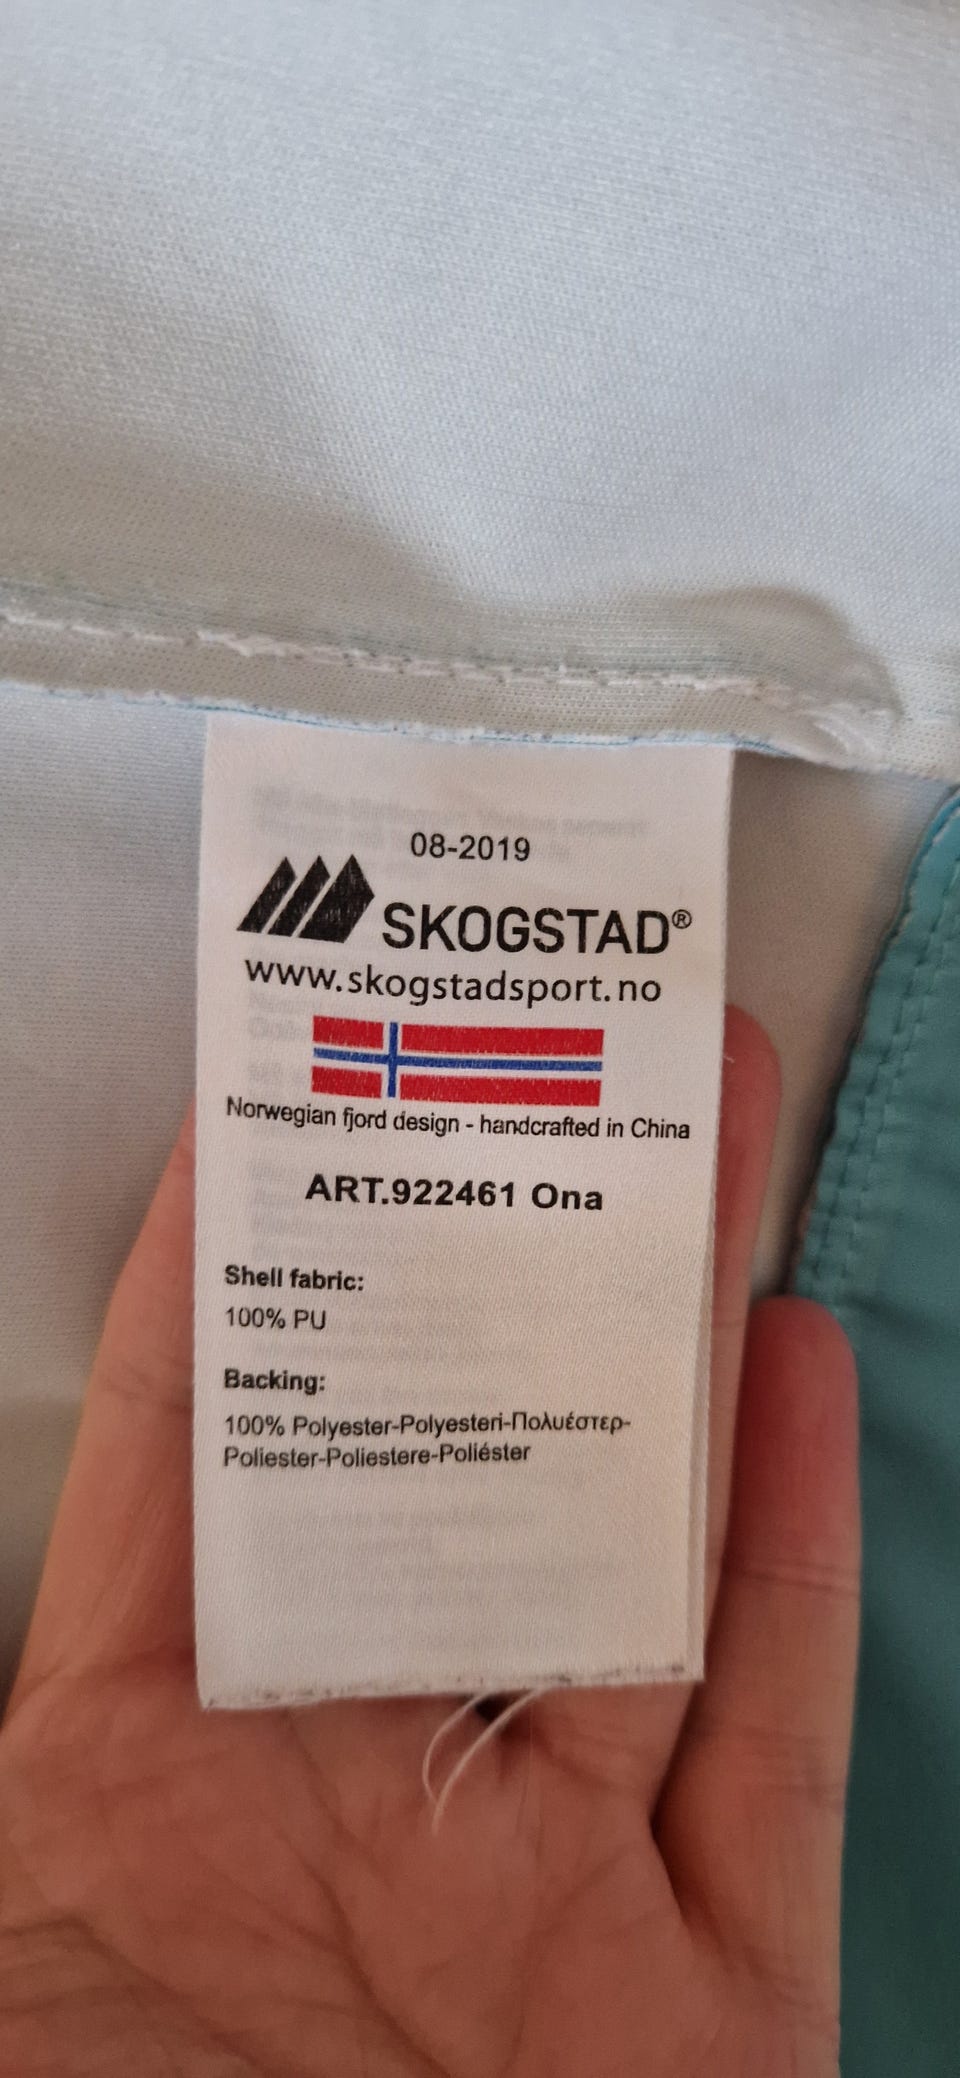 08-2019
SKOGSTAD®
www.skogstadsport.no
Norwegian fjord design - handcrafted in China
ART.922461 Ona
Shell fabric:
100% PU
Backing:
100% Polyester-Polyesteri-Πολυέστερ-
Poliester-Poliestere-Poliéster